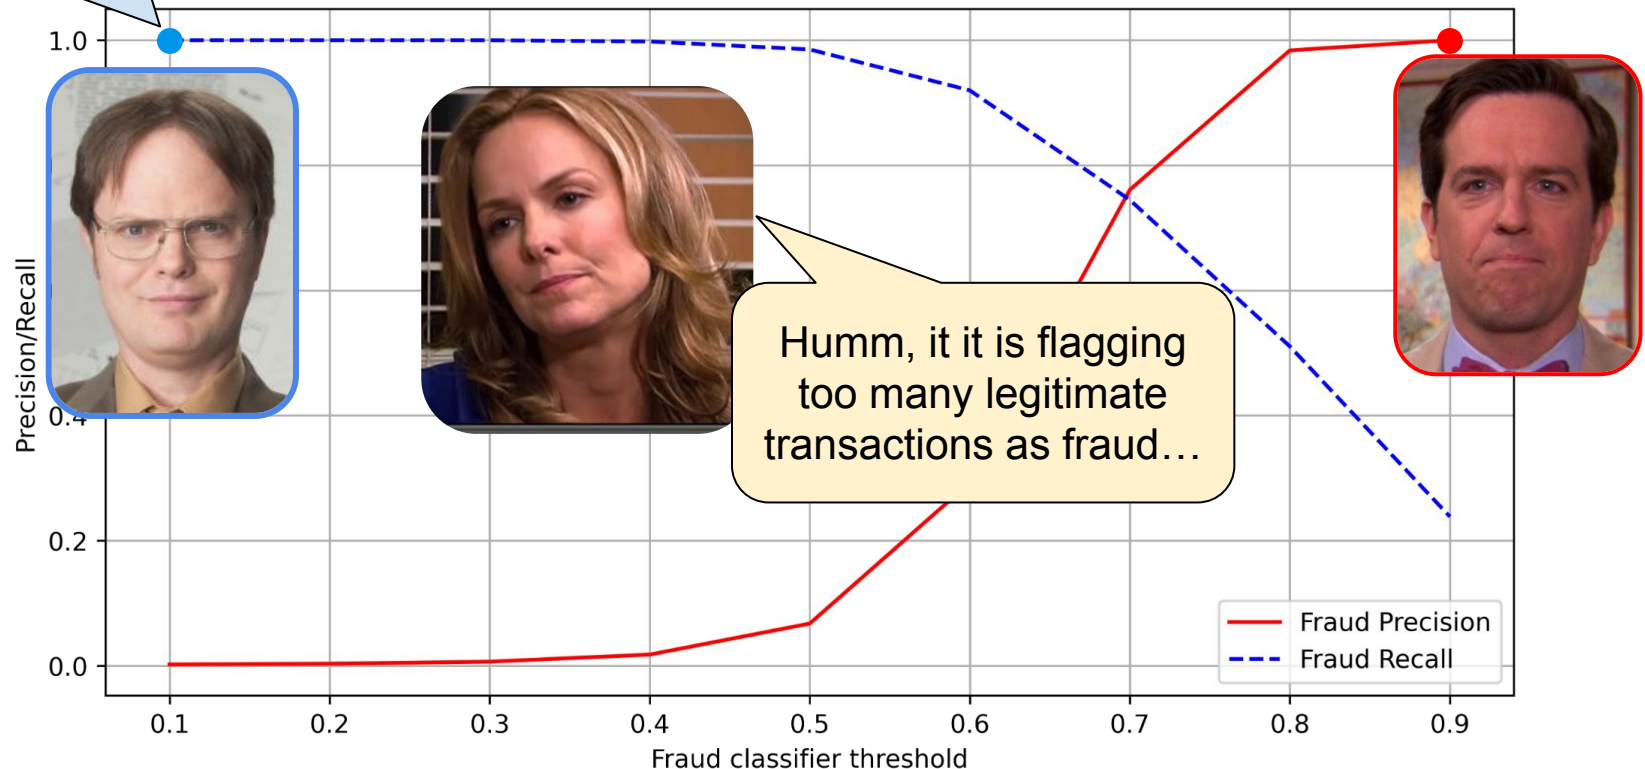 1.0
Humm, it it is flagging
too many legitimate
transactions as fraud…
Precision/Recall
0.4
0.2
0.0
Fraud Precision
Fraud Recall
0.1 0.2 0.3 0.4 0.5 0.6 0.7 0.8 0.9
Fraud classifier threshold